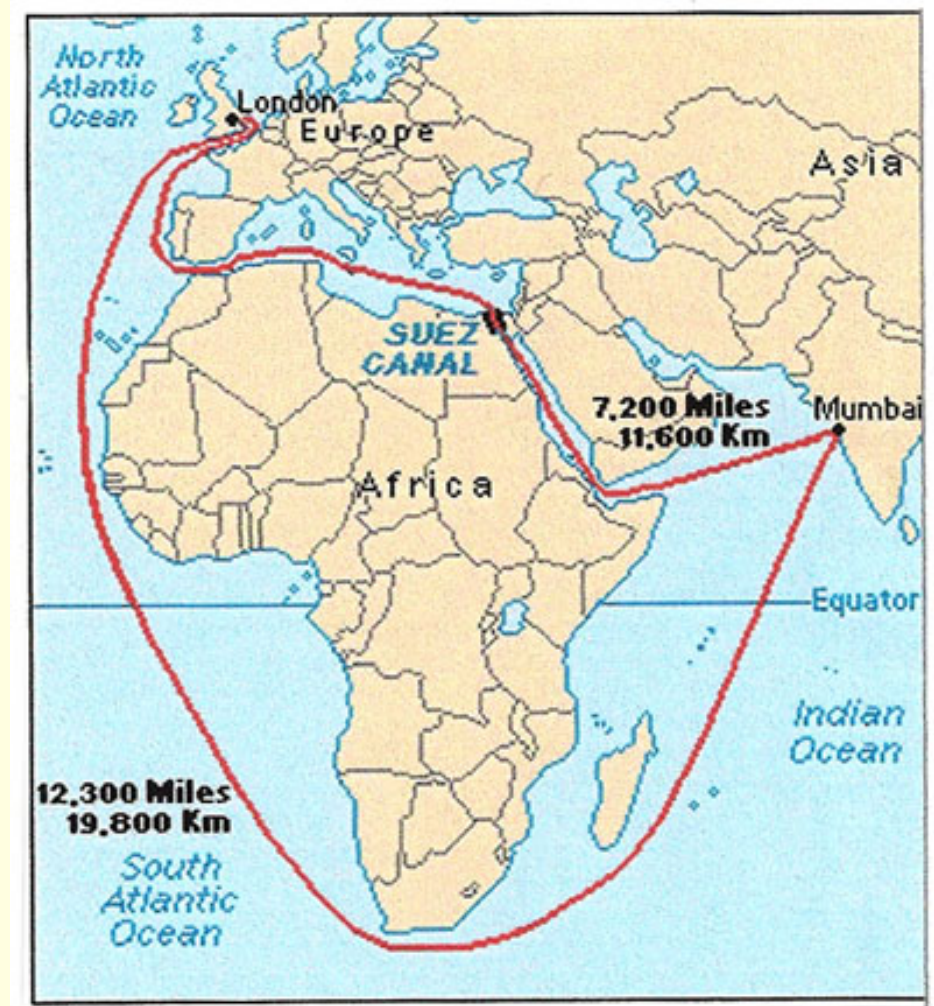 North
Atlantic
Ocean
London
Europe
Asia
SUEZ
CANAL
7,200 Miles
11,600 Km
Mumbai
Africa
Equator
Indian
Ocean
12,300 Miles
19,800 Km
South
Atlantic
Ocean